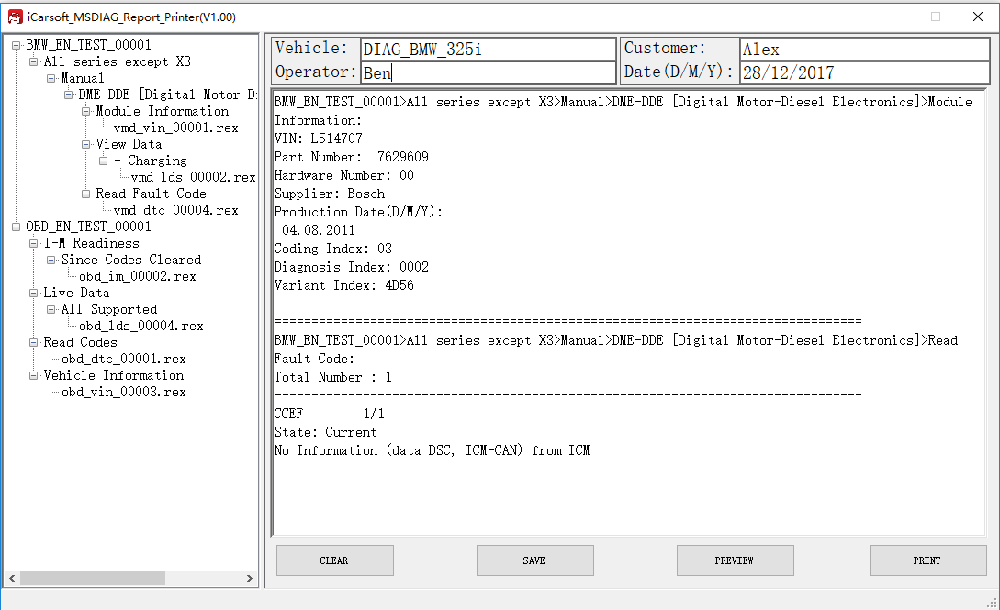 iCarsoft_MSDIAG_Report_Printer(V1.00)
BMW_EN_TEST_00001
All series except X3
Manual
DME-DDE [Digital Motor-D
Module Information
vmd_vin_00001.rex
View Data
- Charging
vmd_lds_00002.rex
Read Fault Code
vmd_dtc_00004.rex
OBD_EN_TEST_00001
I-M Readiness
Since Codes Cleared
obd_im_00002.rex
Live Data
All Supported
obd_lds_00004.rex
Read Codes
obd_dtc_00001.rex
Vehicle Information
obd_vin_00003.rex
Vehicle: DIAG_BMW_325i Customer: Alex
Operator: Ben Date(D/M/Y): 28/12/2017
BMW_EN_TEST_00001>All series except X3>Manual>DME-DDE [Digital Motor-Diesel Electronics]>Module
Information:
VIN: L514707
Part Number:  7629609
Hardware Number: 00
Supplier: Bosch
Production Date(D/M/Y):
04.08.2011
Coding Index: 03
Diagnosis Index: 0002
Variant Index: 4D56
================================================================================
BMW_EN_TEST_00001>All series except X3>Manual>DME-DDE [Digital Motor-Diesel Electronics]>Read
Fault Code:
Total Number : 1
--------------------------------------------------------------------------------
CCEF        1/1
State: Current
No Information (data DSC, ICM-CAN) from ICM
CLEAR SAVE PREVIEW PRINT